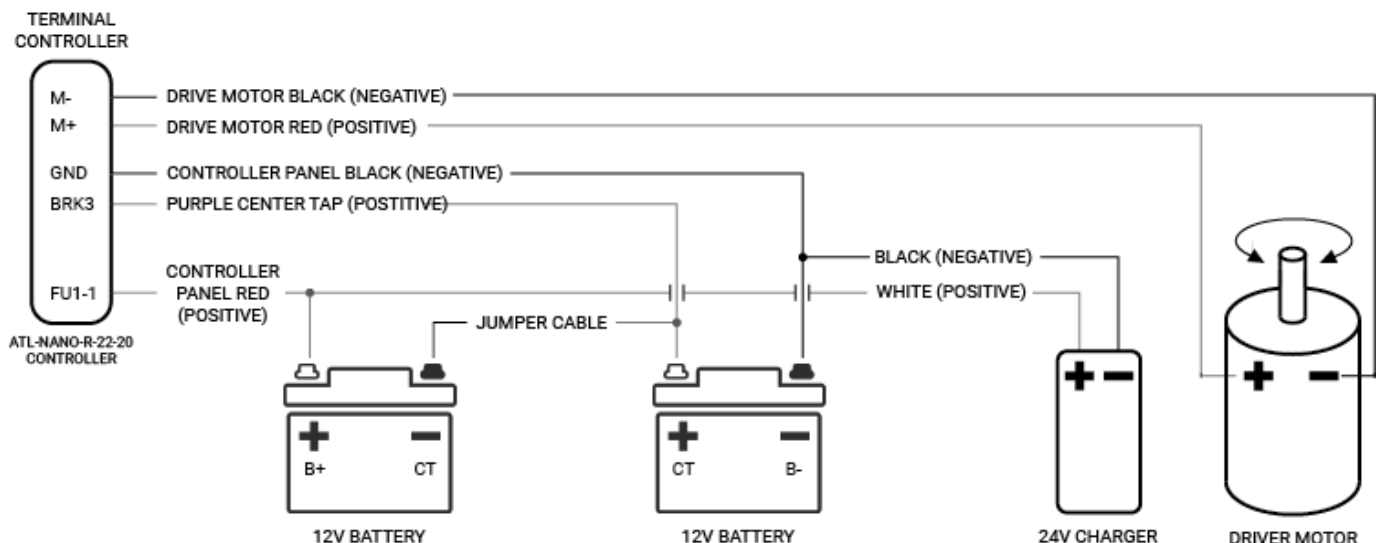 TERMINAL
CONTROLLER
M-
DRIVE MOTOR BLACK (NEGATIVE)
M+
DRIVE MOTOR RED (POSITIVE)
GND
CONTROLLER PANEL BLACK (NEGATIVE)
BRK3
PURPLE CENTER TAP (POSTITIVE)
BLACK (NEGATIVE)
CONTROLLER
PANEL RED
(POSITIVE)
FU1-1
WHITE (POSITIVE)
JUMPER CABLE
ATL-NANO-R-22-20
CONTROLLER
+ −
B+ CT
12V BATTERY
+ −
CT B-
12V BATTERY
+ −
24V CHARGER
+ −
DRIVER MOTOR